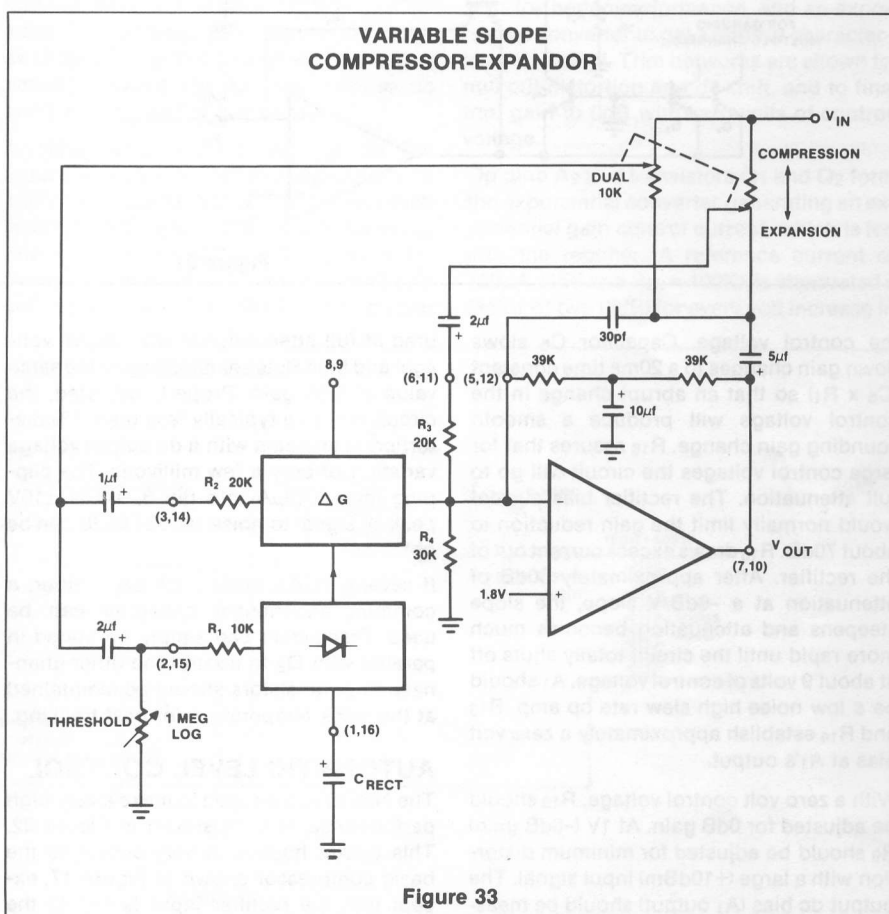 VARIABLE SLOPE
COMPRESSOR-EXPANDOR
V IN
DUAL
10K
COMPRESSION
EXPANSION
2µf
+
30pf
5µf
+
8,9
(6,11)
(5,12)
39K
39K
R3
20K
+
10µf
1µf
+
R2 20K
(3,14)
Δ G
R4
30K
−
1.8V
+
V OUT
(7,10)
2µf
+
R1 10K
(2,15)
THRESHOLD
1 MEG
LOG
(1,16)
+
C RECT
Figure 33